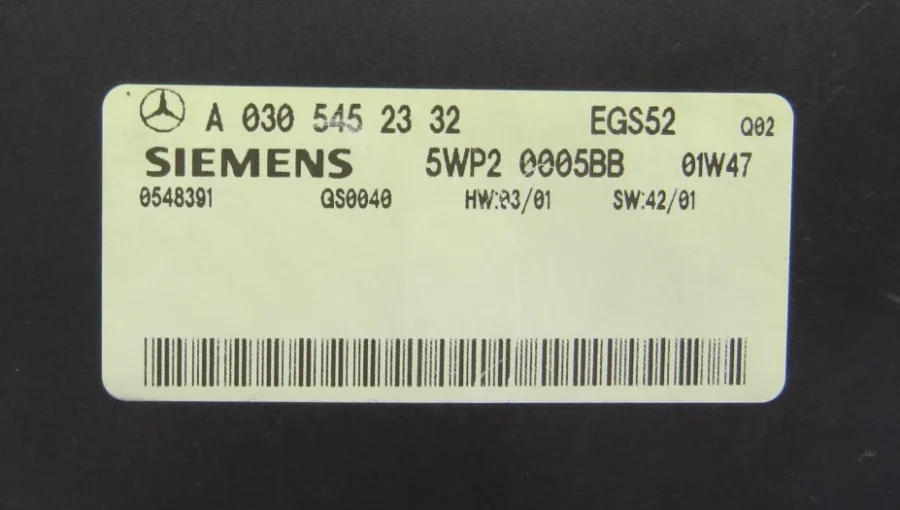 A 030 545 23 32 EGS52 Q02
SIEMENS 5WP2 0005BB 01W47
0548391 QS0040 HW:03/01 SW:42/01